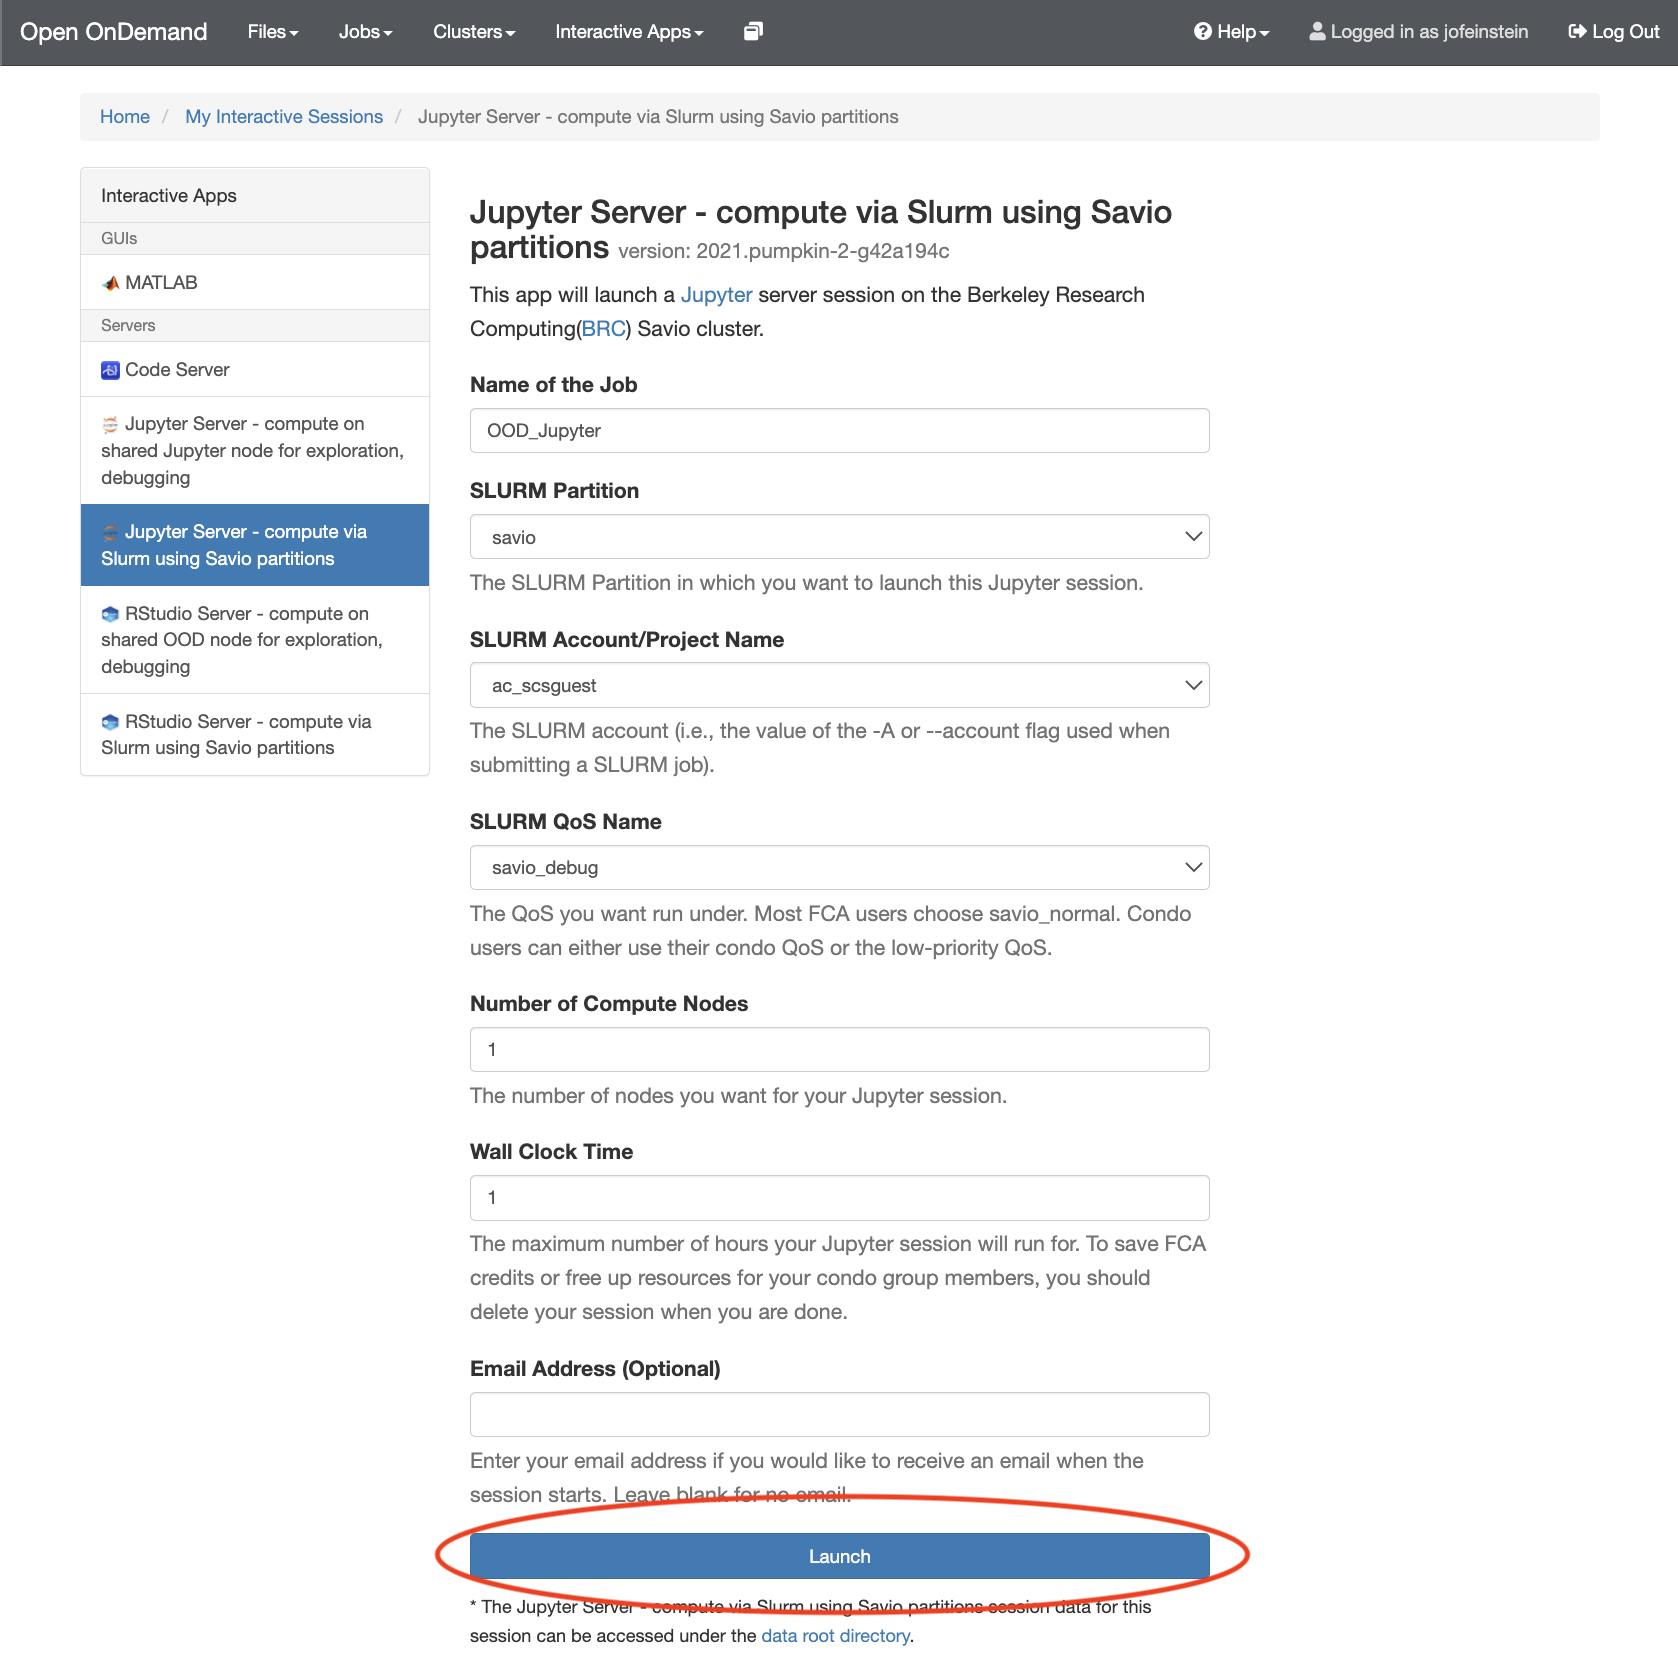 Open OnDemand Files Jobs Clusters Interactive Apps Help Logged in as jofeinstein Log Out
Home / My Interactive Sessions / Jupyter Server - compute via Slurm using Savio partitions
Interactive Apps
GUIs
MATLAB
Servers
Code Server
Jupyter Server - compute on
shared Jupyter node for exploration,
debugging
Jupyter Server - compute via
Slurm using Savio partitions
RStudio Server - compute on
shared OOD node for exploration,
debugging
RStudio Server - compute via
Slurm using Savio partitions
Jupyter Server - compute via Slurm using Savio
partitions version: 2021.pumpkin-2-g42a194c
This app will launch a Jupyter server session on the Berkeley Research
Computing(BRC) Savio cluster.
Name of the Job
OOD_Jupyter
SLURM Partition
savio
The SLURM Partition in which you want to launch this Jupyter session.
SLURM Account/Project Name
ac_scsguest
The SLURM account (i.e., the value of the -A or --account flag used when
submitting a SLURM job).
SLURM QoS Name
savio_debug
The QoS you want run under. Most FCA users choose savio_normal. Condo
users can either use their condo QoS or the low-priority QoS.
Number of Compute Nodes
1
The number of nodes you want for your Jupyter session.
Wall Clock Time
1
The maximum number of hours your Jupyter session will run for. To save FCA
credits or free up resources for your condo group members, you should
delete your session when you are done.
Email Address (Optional)
Enter your email address if you would like to receive an email when the
session starts. Leave blank for no email.
Launch
* The Jupyter Server - compute via Slurm using Savio partitions session data for this
session can be accessed under the data root directory.